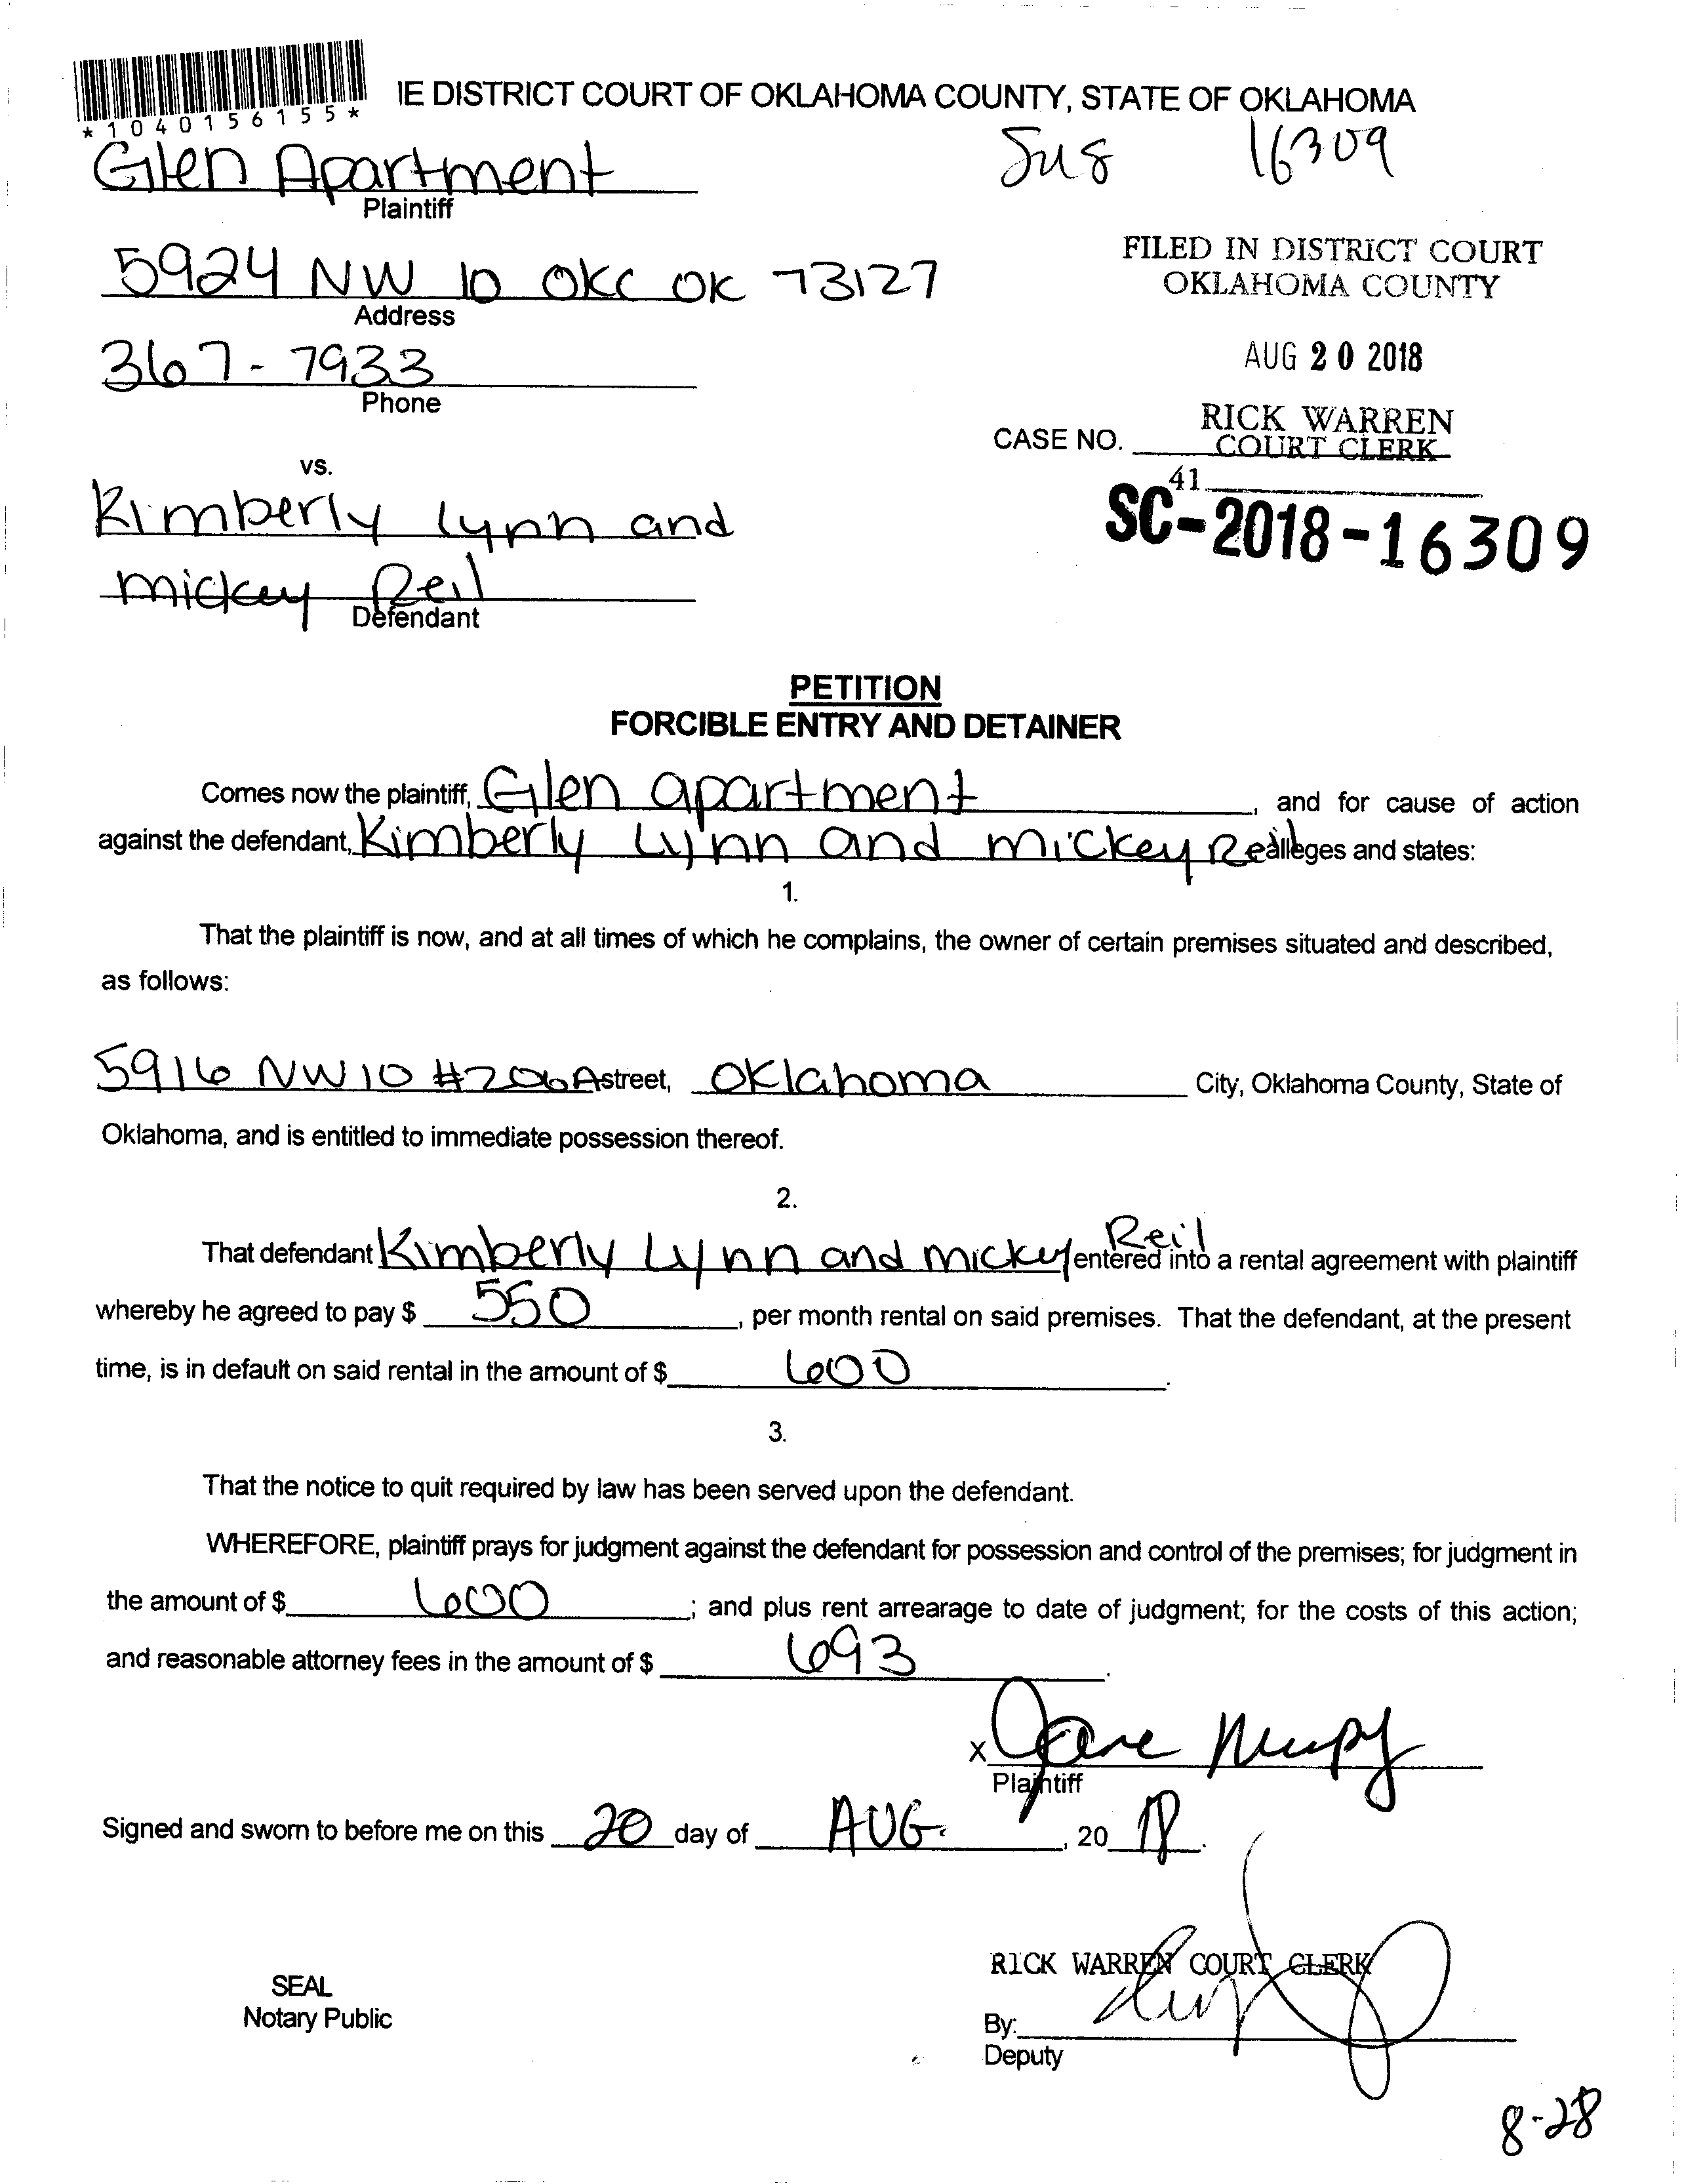 *1040156155*
IE DISTRICT COURT OF OKLAHOMA COUNTY, STATE OF OKLAHOMA
Glen Apartment
16309
Plaintiff
5924 NW 10 OKC OK 73127
Address
FILED IN DISTRICT COURT
OKLAHOMA COUNTY
367-7933
Phone
AUG 20 2018
RICK WARREN
CASE NO. COURT CLERK
vs.
41
Kimberly Lynn and
SC-2018-16309
mickey Reil
Defendant
PETITION
FORCIBLE ENTRY AND DETAINER
Comes now the plaintiff, Glen apartment, and for cause of action
against the defendant, Kimberly Lynn and mickey Reil alleges and states:
1.
That the plaintiff is now, and at all times of which he complains, the owner of certain premises situated and described,
as follows:
5916 NW10 #206A street, Oklahoma City, Oklahoma County, State of
Oklahoma, and is entitled to immediate possession thereof.
2.
That defendant Kimberly Lynn and micky Reil entered into a rental agreement with plaintiff
whereby he agreed to pay $ 550, per month rental on said premises. That the defendant, at the present
time, is in default on said rental in the amount of $ 600.
3.
That the notice to quit required by law has been served upon the defendant.
WHEREFORE, plaintiff prays for judgment against the defendant for possession and control of the premises; for judgment in
the amount of $ 600; and plus rent arrearage to date of judgment; for the costs of this action;
and reasonable attorney fees in the amount of $ 693.
x
Plaintiff
Signed and sworn to before me on this 20 day of AUG., 20 18.
RICK WARREN COURT CLERK
SEAL
Notary Public
By:
Deputy
8-28